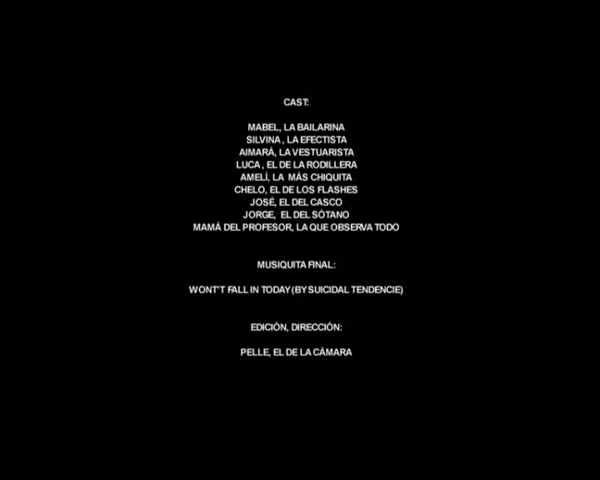 CAST:
MABEL, LA BAILARINA
SILVINA , LA EFECTISTA
AIMARÁ, LA VESTUARISTA
LUCA , EL DE LA RODILLERA
AMELÍ, LA MÁS CHIQUITA
CHELO, EL DE LOS FLASHES
JOSÉ, EL DEL CASCO
JORGE, EL DEL SÓTANO
MAMÁ DEL PROFESOR, LA QUE OBSERVA TODO
MUSIQUITA FINAL:
WONT'T FALL IN TODAY (BY SUICIDAL TENDENCIE)
EDICIÓN, DIRECCIÓN:
PELLE, EL DE LA CÁMARA